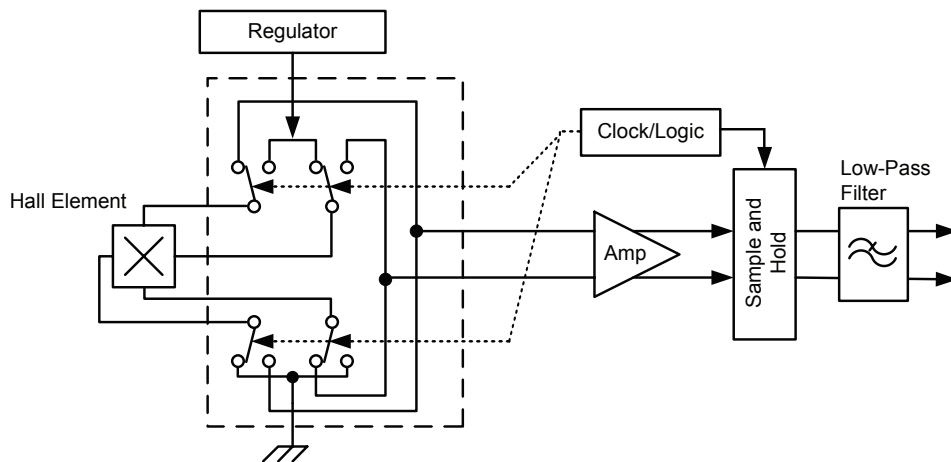 Regulator
Clock/Logic
Low-Pass
Filter
Hall Element
Amp
Sample and
Hold